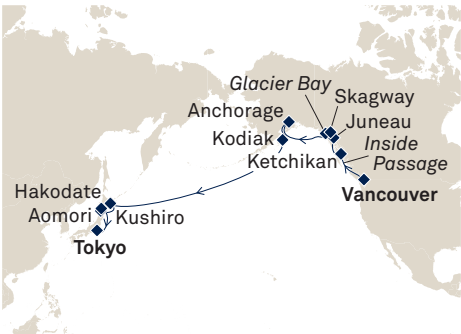 Glacier Bay
Skagway
Anchorage
Juneau
Kodiak
Inside
Ketchikan
Passage
Vancouver
Hakodate
Aomori
Kushiro
Tokyo